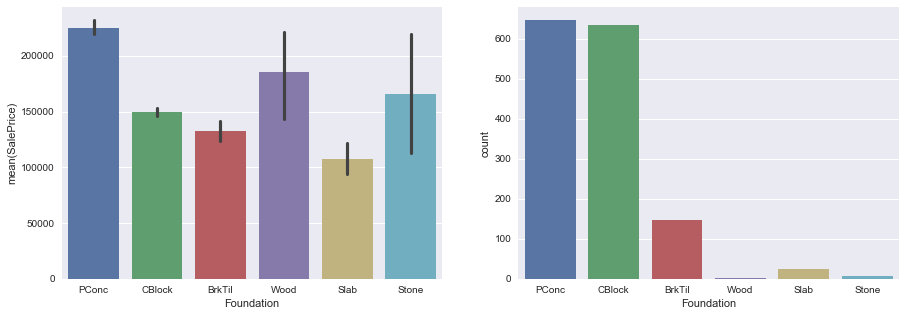 mean(SalePrice)
200000
150000
100000
50000
0
PConc CBlock BrkTil Wood Slab Stone
Foundation
count
600
500
400
300
200
100
0
PConc CBlock BrkTil Wood Slab Stone
Foundation